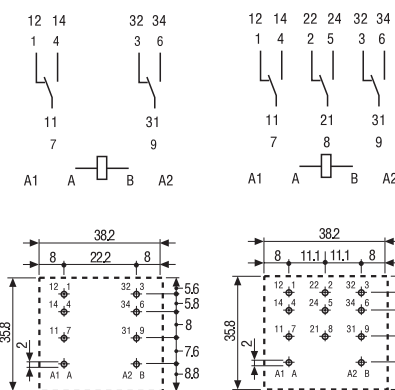 12 14 32 34
1 4 3 6
11 31
7 9
A1 A B A2
12 14 22 24 32 34
1 4 2 5 3 6
11 21 31
7 8 9
A1 A B A2
38.2
8 22.2 8
12 1 32 3
5.6
14 4 34 6
5.8
8
11 7 31 9
7.6
A1 A A2 B
8.8
35.8
2
38.2
8 11.1 11.1 8
12 1 22 2 32 3
14 4 24 5 34 6
11 7 21 8 31 9
A1 A A2 B
35.8
2